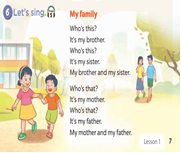 6 Let's sing.
My family
Who's this?
It's my brother.
Who's this?
It's my sister.
My brother and my sister.
Who's that?
It's my mother.
Who's that?
It's my father.
My mother and my father.
Lesson 1 7